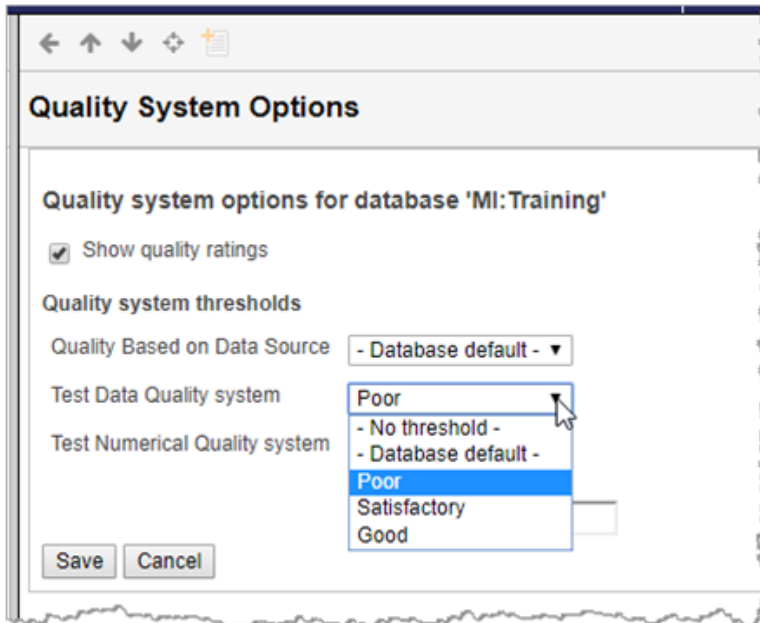 Quality System Options
Quality system options for database 'MI:Training'
Show quality ratings
Quality system thresholds
Quality Based on Data Source - Database default -
Test Data Quality system Poor
- No threshold -
Test Numerical Quality system - Database default -
Poor
Satisfactory
Good
Save Cancel